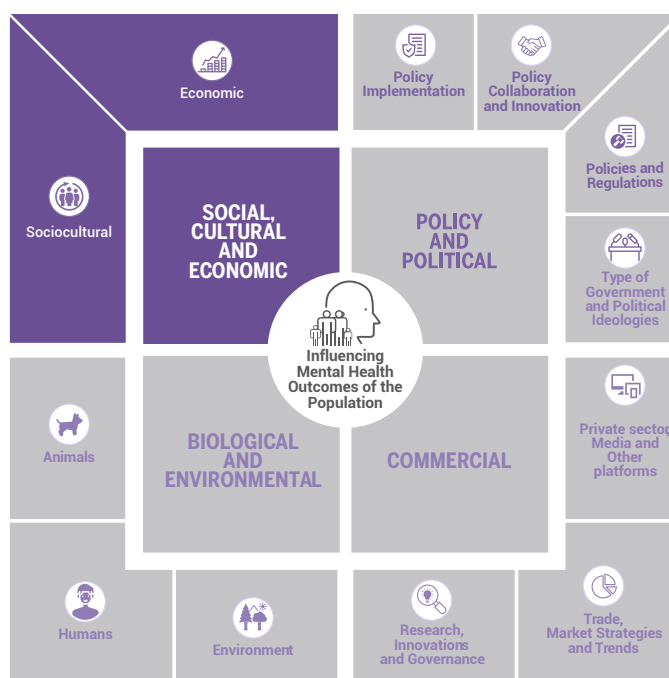 Economic
Policy
Implementation
Policy
Collaboration
and Innovation
Policies and
Regulations
Sociocultural
SOCIAL,
CULTURAL
AND
ECONOMIC
POLICY
AND
POLITICAL
Type of
Government
and Political
Ideologies
Influencing
Mental Health
Outcomes of the
Population
Animals
BIOLOGICAL
AND
ENVIRONMENTAL
COMMERCIAL
Private sector,
Media and
Other
platforms
Humans
Environment
Research,
Innovations
and Governance
Trade,
Market Strategies
and Trends